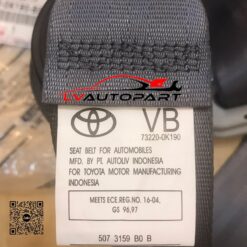 LVAUTOPART
VB
73220-0K190
SEAT BELT FOR AUTOMOBILES
MFG. BY PT. AUTOLIV INDONESIA
FOR TOYOTA MOTOR MANUFACTURING
INDONESIA
MEETS ECE.REG.NO. 16-04,
GS 96,97
507 3159 B0 B